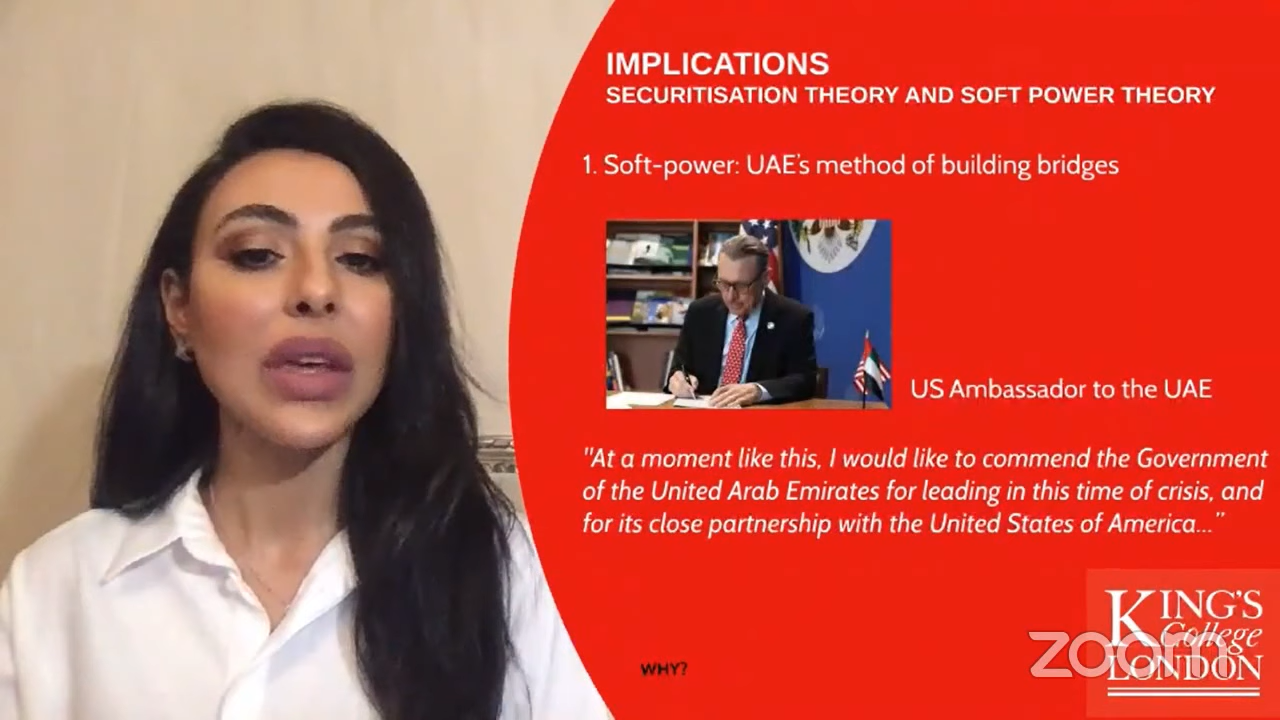 IMPLICATIONS
SECURITISATION THEORY AND SOFT POWER THEORY
1. Soft-power: UAE's method of building bridges
US Ambassador to the UAE
"At a moment like this, I would like to commend the Government
of the United Arab Emirates for leading in this time of crisis, and
for its close partnership with the United States of America..."
WHY?
KING'S
College
LONDON
zoom